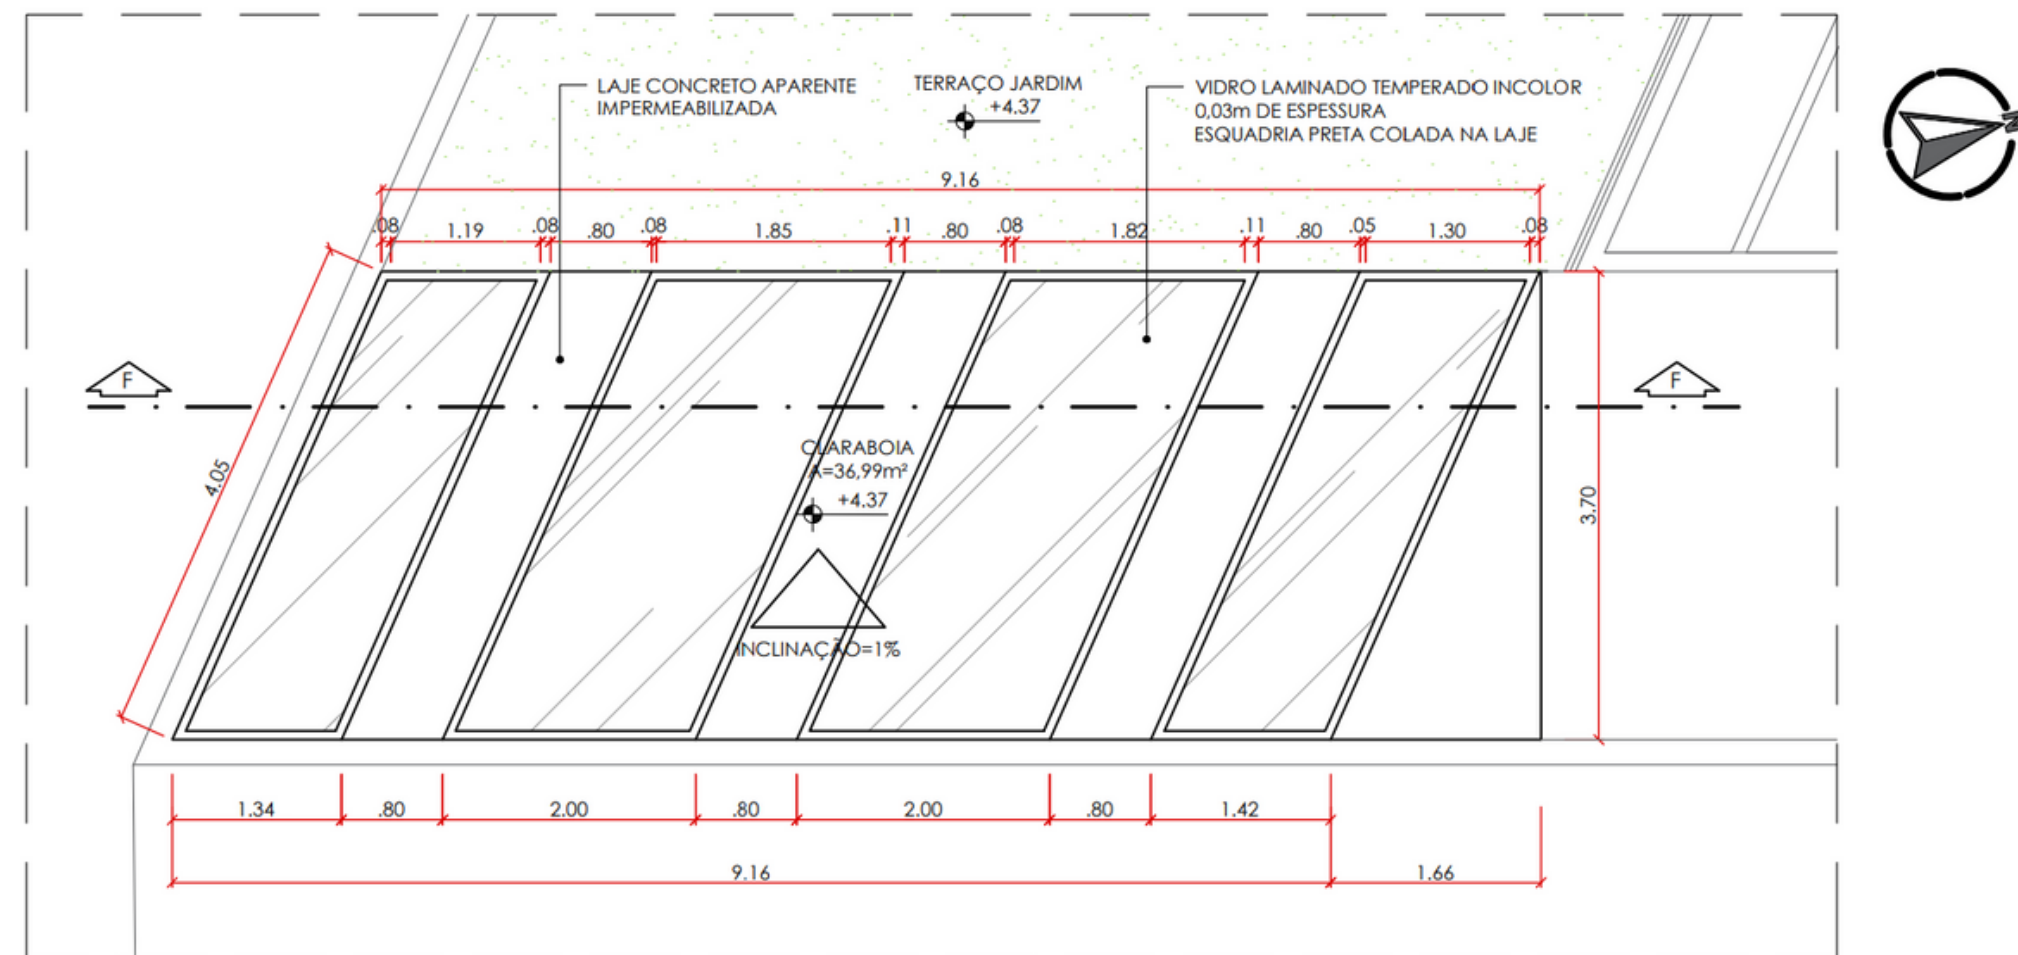 LAJE CONCRETO APARENTE
IMPERMEABILIZADA
TERRAÇO JARDIM
+4.37
VIDRO LAMINADO TEMPERADO INCOLOR
0,03m DE ESPESSURA
ESQUADRIA PRETA COLADA NA LAJE
N
9.16
.08 1.19 .08 .80 .08 1.85 .11 .80 .08 1.82 .11 .80 .05 1.30 .08
F F
4.05
CLARABOIA
A=36,99m²
+4.37
3.70
INCLINAÇÃO=1%
1.34 .80 2.00 .80 2.00 .80 1.42
9.16 1.66